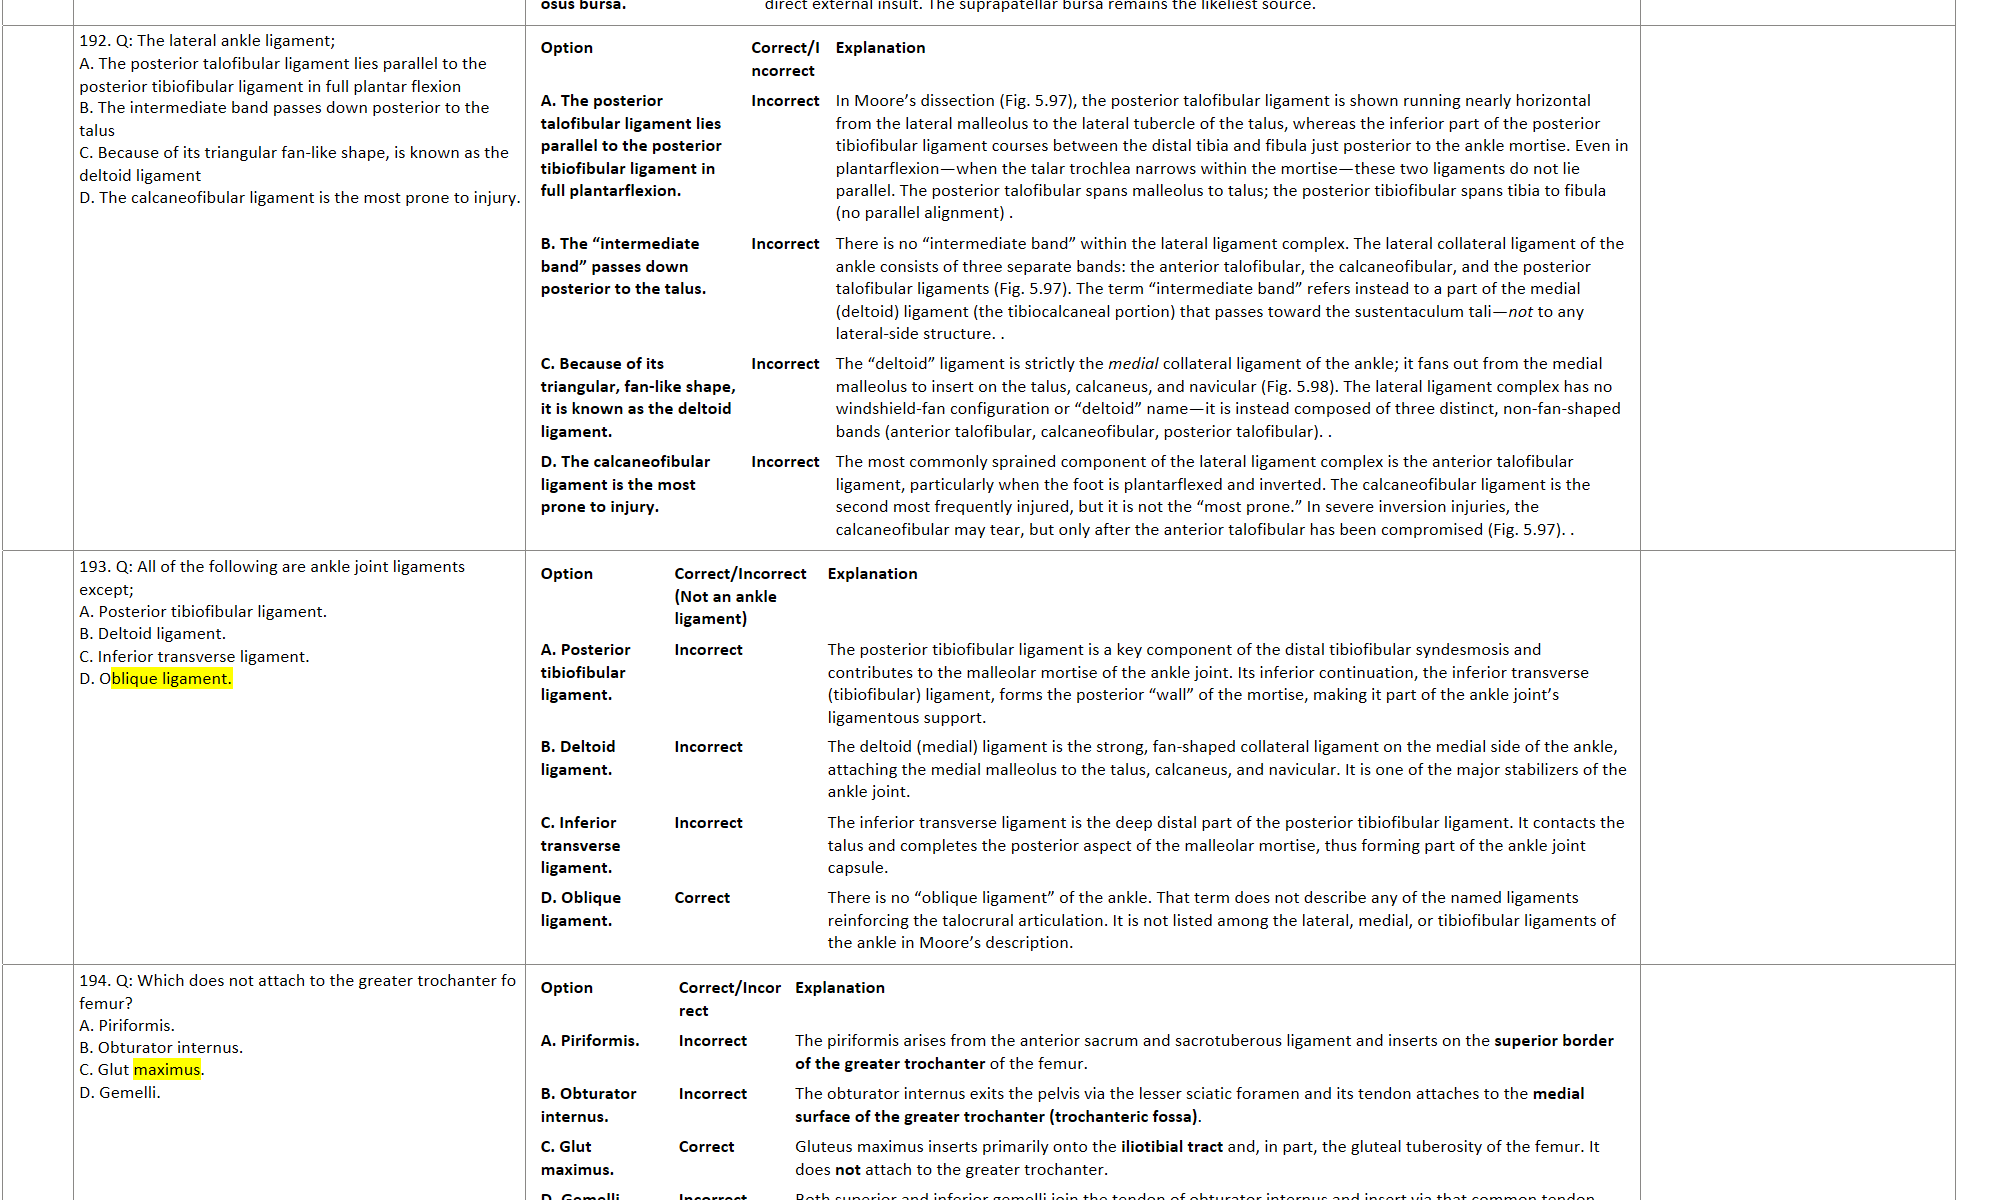 osus bursa.
direct external insult. The suprapatellar bursa remains the likeliest source.
192. Q: The lateral ankle ligament;
A. The posterior talofibular ligament lies parallel to the
posterior tibiofibular ligament in full plantar flexion
B. The intermediate band passes down posterior to the
talus
C. Because of its triangular fan-like shape, is known as the
deltoid ligament
D. The calcaneofibular ligament is the most prone to injury.
Option
Correct/I
ncorrect
Explanation
A. The posterior
talofibular ligament lies
parallel to the posterior
tibiofibular ligament in
full plantarflexion.
Incorrect
In Moore’s dissection (Fig. 5.97), the posterior talofibular ligament is shown running nearly horizontal
from the lateral malleolus to the lateral tubercle of the talus, whereas the inferior part of the posterior
tibiofibular ligament courses between the distal tibia and fibula just posterior to the ankle mortise. Even in
plantarflexion—when the talar trochlea narrows within the mortise—these two ligaments do not lie
parallel. The posterior talofibular spans malleolus to talus; the posterior tibiofibular spans tibia to fibula
(no parallel alignment) .
B. The “intermediate
band” passes down
posterior to the talus.
Incorrect
There is no “intermediate band” within the lateral ligament complex. The lateral collateral ligament of the
ankle consists of three separate bands: the anterior talofibular, the calcaneofibular, and the posterior
talofibular ligaments (Fig. 5.97). The term “intermediate band” refers instead to a part of the medial
(deltoid) ligament (the tibiocalcaneal portion) that passes toward the sustentaculum tali—not to any
lateral-side structure. .
C. Because of its
triangular, fan-like shape,
it is known as the deltoid
ligament.
Incorrect
The “deltoid” ligament is strictly the medial collateral ligament of the ankle; it fans out from the medial
malleolus to insert on the talus, calcaneus, and navicular (Fig. 5.98). The lateral ligament complex has no
windshield-fan configuration or “deltoid” name—it is instead composed of three distinct, non-fan-shaped
bands (anterior talofibular, calcaneofibular, posterior talofibular). .
D. The calcaneofibular
ligament is the most
prone to injury.
Incorrect
The most commonly sprained component of the lateral ligament complex is the anterior talofibular
ligament, particularly when the foot is plantarflexed and inverted. The calcaneofibular ligament is the
second most frequently injured, but it is not the “most prone.” In severe inversion injuries, the
calcaneofibular may tear, but only after the anterior talofibular has been compromised (Fig. 5.97). .
193. Q: All of the following are ankle joint ligaments
except;
A. Posterior tibiofibular ligament.
B. Deltoid ligament.
C. Inferior transverse ligament.
D. Oblique ligament.
Option
Correct/Incorrect
(Not an ankle
ligament)
Explanation
A. Posterior
tibiofibular
ligament.
Incorrect
The posterior tibiofibular ligament is a key component of the distal tibiofibular syndesmosis and
contributes to the malleolar mortise of the ankle joint. Its inferior continuation, the inferior transverse
(tibiofibular) ligament, forms the posterior “wall” of the mortise, making it part of the ankle joint’s
ligamentous support.
B. Deltoid
ligament.
Incorrect
The deltoid (medial) ligament is the strong, fan-shaped collateral ligament on the medial side of the ankle,
attaching the medial malleolus to the talus, calcaneus, and navicular. It is one of the major stabilizers of the
ankle joint.
C. Inferior
transverse
ligament.
Incorrect
The inferior transverse ligament is the deep distal part of the posterior tibiofibular ligament. It contacts the
talus and completes the posterior aspect of the malleolar mortise, thus forming part of the ankle joint
capsule.
D. Oblique
ligament.
Correct
There is no “oblique ligament” of the ankle. That term does not describe any of the named ligaments
reinforcing the talocrural articulation. It is not listed among the lateral, medial, or tibiofibular ligaments of
the ankle in Moore’s description.
194. Q: Which does not attach to the greater trochanter fo
femur?
A. Piriformis.
B. Obturator internus.
C. Glut maximus.
D. Gemelli.
Option
Correct/Incor
rect
Explanation
A. Piriformis.
Incorrect
The piriformis arises from the anterior sacrum and sacrotuberous ligament and inserts on the superior border
of the greater trochanter of the femur.
B. Obturator
internus.
Incorrect
The obturator internus exits the pelvis via the lesser sciatic foramen and its tendon attaches to the medial
surface of the greater trochanter (trochanteric fossa).
C. Glut
maximus.
Correct
Gluteus maximus inserts primarily onto the iliotibial tract and, in part, the gluteal tuberosity of the femur. It
does not attach to the greater trochanter.
D. Gemelli.
Incorrect
Both superior and inferior gemelli join the tendon of obturator internus and insert via that common tendon